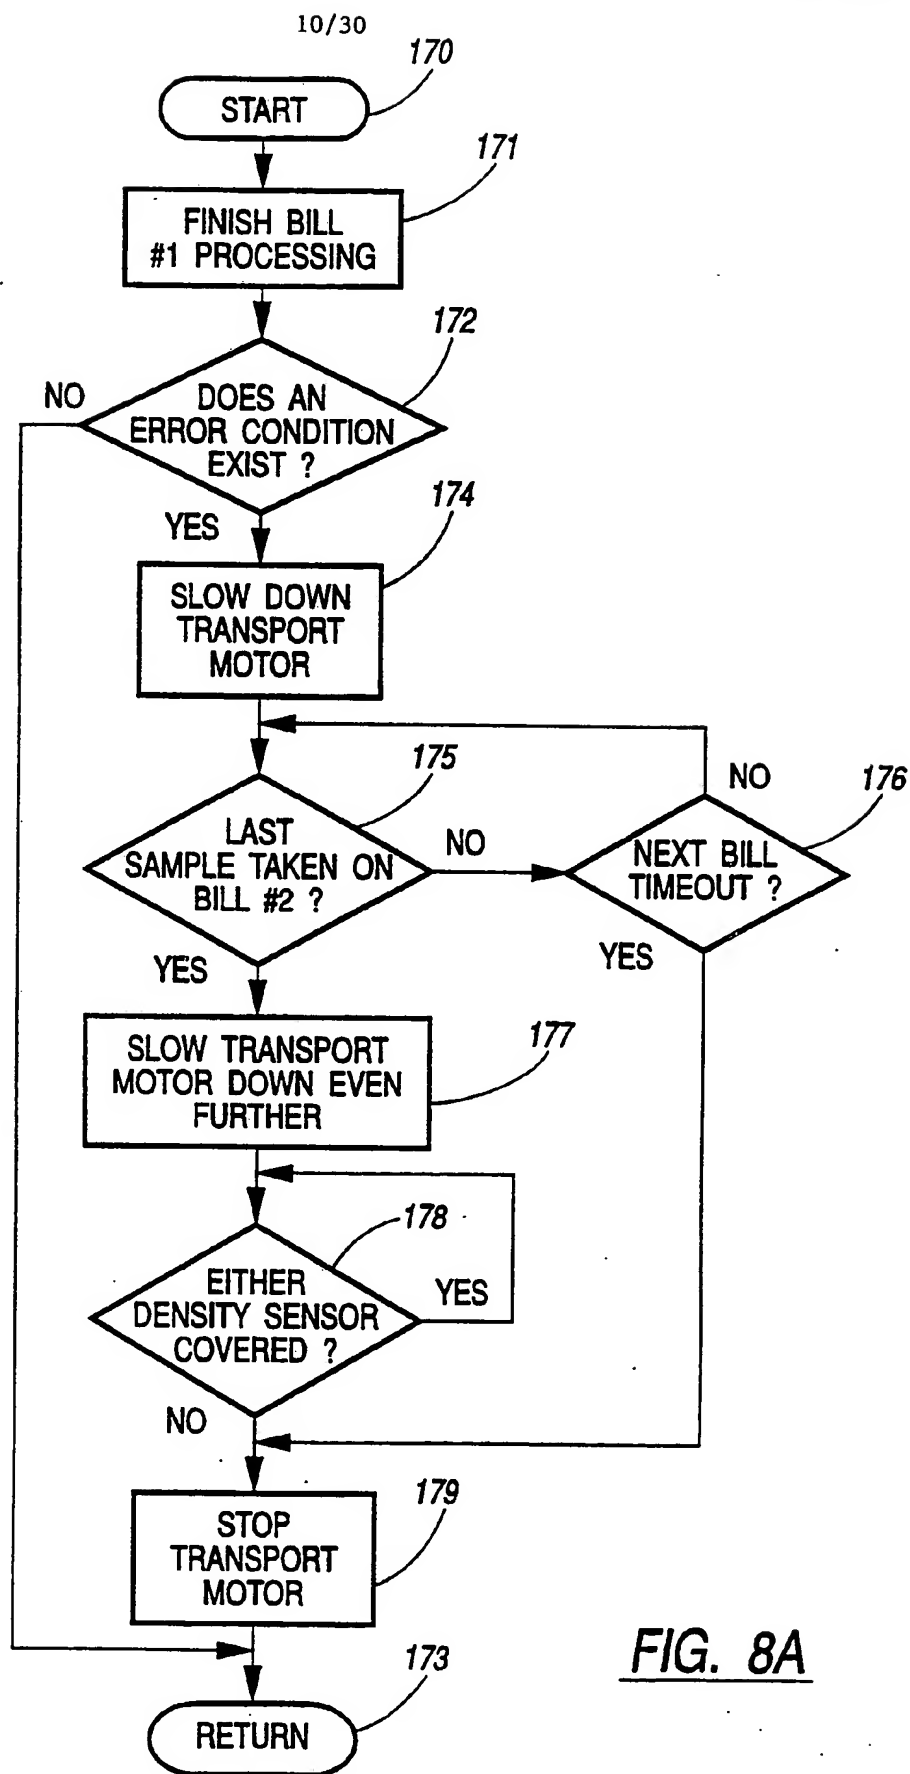 10/30
170
START
171
FINISH BILL
#1 PROCESSING
172
NO
DOES AN
ERROR CONDITION
EXIST ?
174
YES
SLOW DOWN
TRANSPORT
MOTOR
175
NO
176
LAST
SAMPLE TAKEN ON
BILL #2 ?
NO
NEXT BILL
TIMEOUT ?
YES
YES
177
SLOW TRANSPORT
MOTOR DOWN EVEN
FURTHER
178
EITHER
DENSITY SENSOR
COVERED ?
YES
NO
179
STOP
TRANSPORT
MOTOR
FIG. 8A
173
RETURN